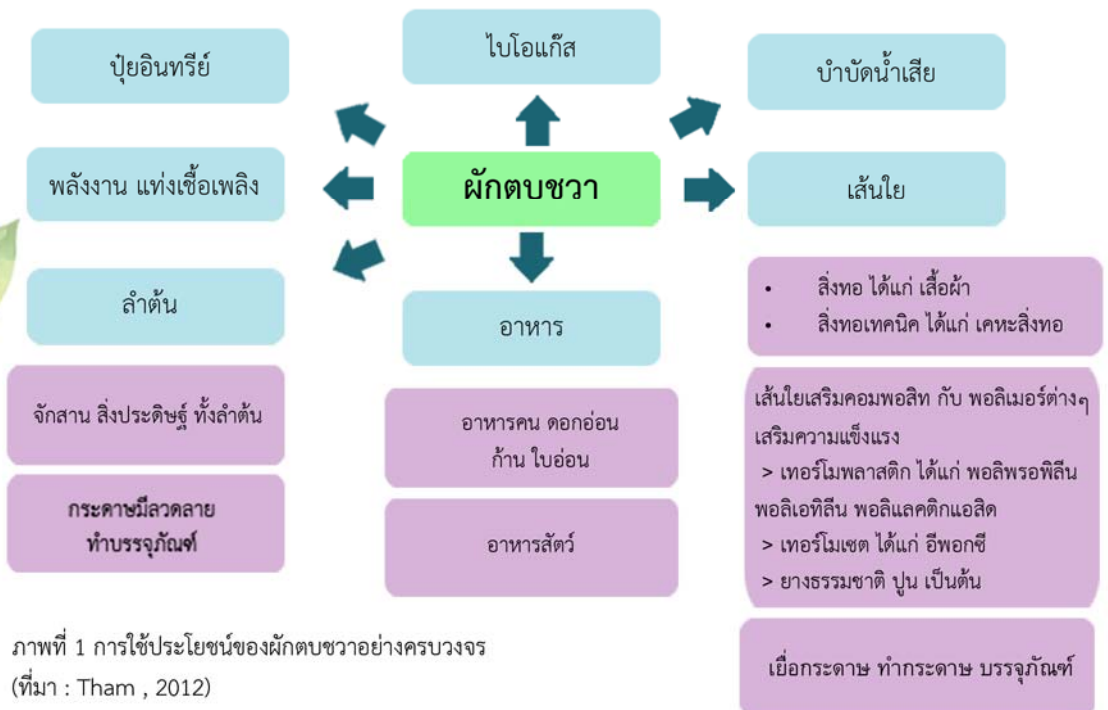 ปุ๋ยอินทรีย์
ไบโอแก๊ส
บำบัดน้ำเสีย
พลังงาน แท่งเชื้อเพลิง
ผักตบชวา
เส้นใย
ลำต้น
อาหาร
• สิ่งทอ ได้แก่ เสื้อผ้า
• สิ่งทอเทคนิค ได้แก่ เคหะสิ่งทอ
จักสาน สิ่งประดิษฐ์ ทั้งลำต้น
อาหารคน ดอกอ่อน
ก้าน ใบอ่อน
เส้นใยเสริมคอมพอสิท กับ พอลิเมอร์ต่างๆ
เสริมความแข็งแรง
> เทอร์โมพลาสติก ได้แก่ พอลิพรอพิลีน
พอลิเอทิลีน พอลิแลคติกแอสิด
> เทอร์โมเซต ได้แก่ อีพอกซี
> ยางธรรมชาติ ปูน เป็นต้น
กระดาษมีลวดลาย
ทำบรรจุภัณฑ์
อาหารสัตว์
เยื่อกระดาษ ทำกระดาษ บรรจุภัณฑ์
ภาพที่ 1 การใช้ประโยชน์ของผักตบชวาอย่างครบวงจร
(ที่มา : Tham , 2012)